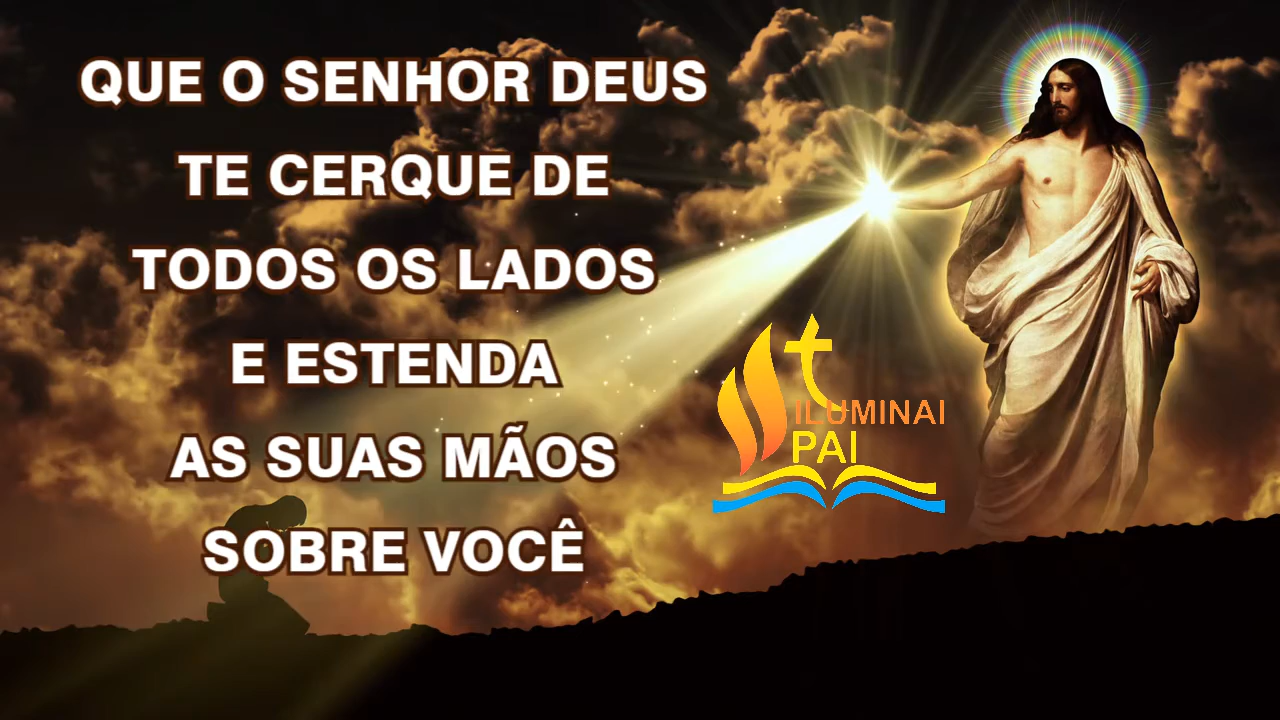 QUE O SENHOR DEUS
TE CERQUE DE
TODOS OS LADOS
E ESTENDA
AS SUAS MÃOS
SOBRE VOCÊ
ILUMINAI
PAI